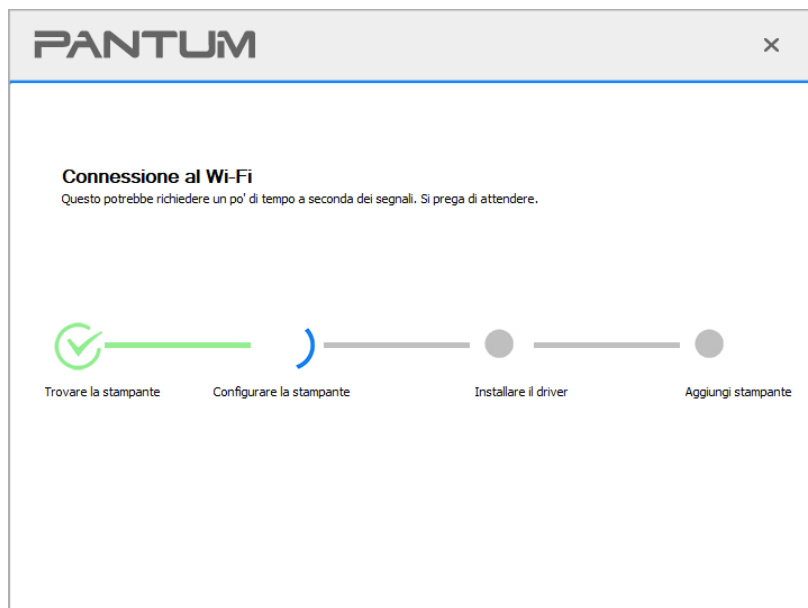 PANTUM
Connessione al Wi-Fi
Questo potrebbe richiedere un po' di tempo a seconda dei segnali. Si prega di attendere.
Trovare la stampante
Configurare la stampante
Installare il driver
Aggiungi stampante